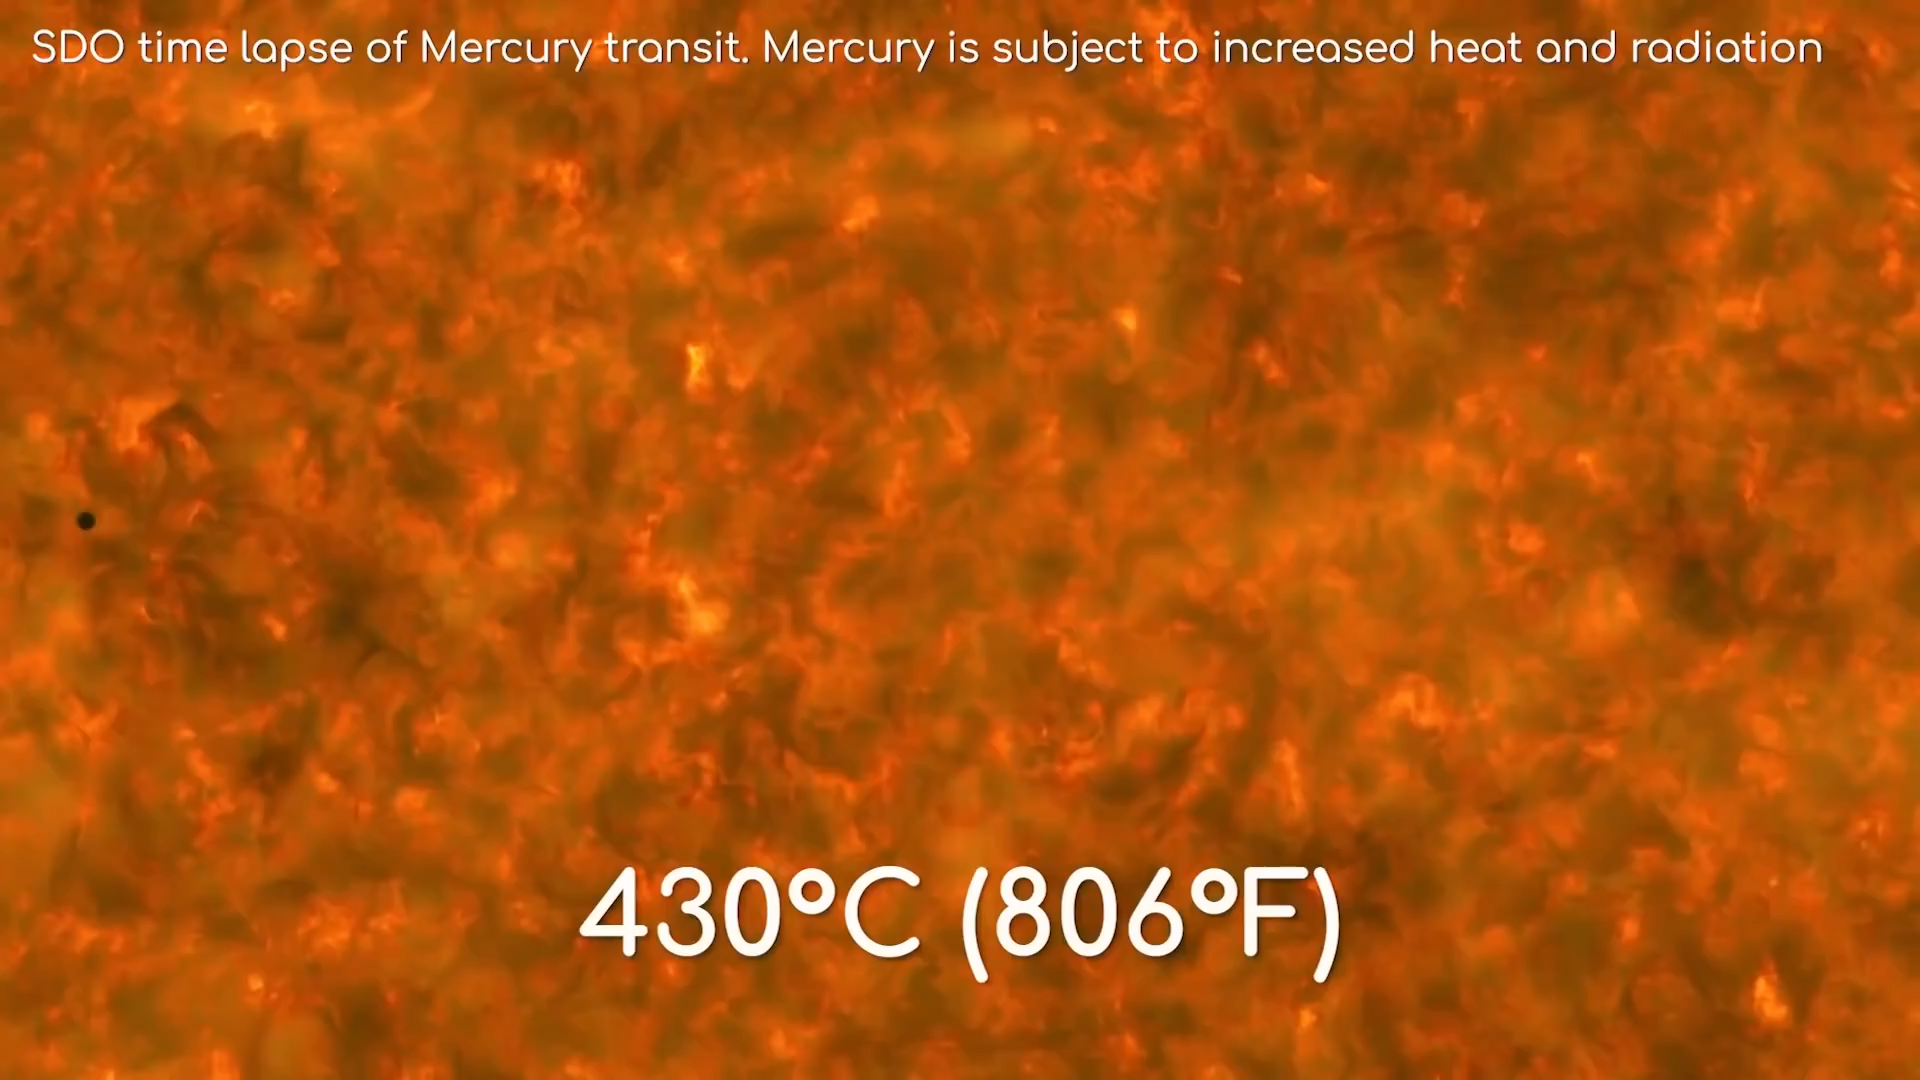 SDO time lapse of Mercury transit. Mercury is subject to increased heat and radiation
430°C (806°F)